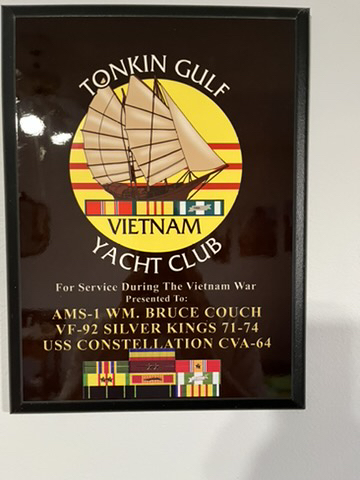 TONKIN GULF
VIETNAM
YACHT CLUB
For Service During The Vietnam War
Presented To:
AMS-1 WM. BRUCE COUCH
VF-92 SILVER KINGS 71-74
USS CONSTELLATION CVA-64